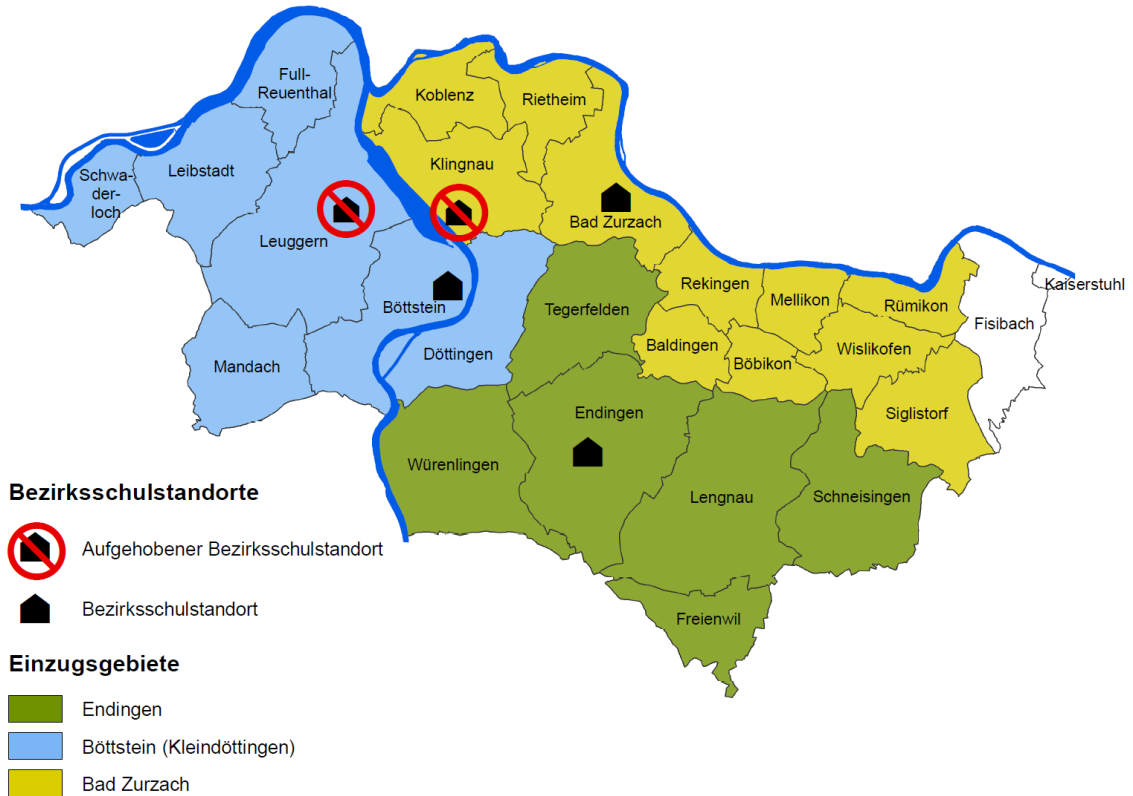 Full-
Reuenthal
Koblenz
Rietheim
Schwa-
der-
loch
Leibstadt
Klingnau
Leuggern
Bad Zurzach
Kaiserstuhl
Rekingen
Mellikon
Rümikon
Fisibach
Böttstein
Tegerfelden
Baldingen
Böbikon
Wislikofen
Mandach
Döttingen
Siglistorf
Endingen
Würenlingen
Lengnau
Schneisingen
Freienwil
Bezirksschulstandorte
Aufgehobener Bezirksschulstandort
Bezirksschulstandort
Einzugsgebiete
Endingen
Böttstein (Kleindöttingen)
Bad Zurzach